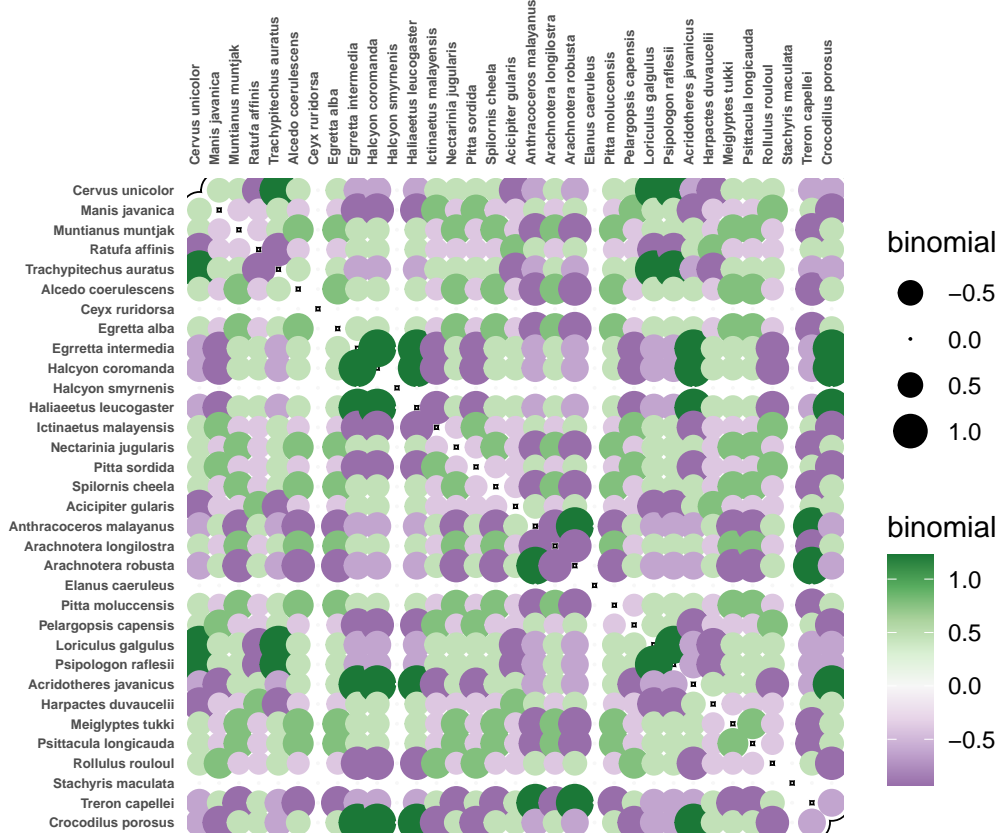 Cervus unicolor
Manis javanica
Muntianus muntjak
Ratufa affinis
Trachypitechus auratus
Alcedo coerulescens
Ceyx ruridorsa
Egretta alba
Egrretta intermedia
Halcyon coromanda
Halcyon smyrnenis
Haliaeetus leucogaster
Ictinaetus malayensis
Nectarinia jugularis
Pitta sordida
Spilornis cheela
Acicipiter gularis
Anthracoceros malayanus
Arachnotera longilostra
Arachnotera robusta
Elanus caeruleus
Pitta moluccensis
Pelargopsis capensis
Loriculus galgulus
Psipologon raflesii
Acridotheres javanicus
Harpactes duvaucelii
Meiglyptes tukki
Psittacula longicauda
Rollulus rouloul
Stachyris maculata
Treron capellei
Crocodilus porosus
Cervus unicolor
Manis javanica
Muntianus muntjak
Ratufa affinis
Trachypitechus auratus
Alcedo coerulescens
Ceyx ruridorsa
Egretta alba
Egrretta intermedia
Halcyon coromanda
Halcyon smyrnenis
Haliaeetus leucogaster
Ictinaetus malayensis
Nectarinia jugularis
Pitta sordida
Spilornis cheela
Acicipiter gularis
Anthracoceros malayanus
Arachnotera longilostra
Arachnotera robusta
Elanus caeruleus
Pitta moluccensis
Pelargopsis capensis
Loriculus galgulus
Psipologon raflesii
Acridotheres javanicus
Harpactes duvaucelii
Meiglyptes tukki
Psittacula longicauda
Rollulus rouloul
Stachyris maculata
Treron capellei
Crocodilus porosus
binomial
−0.5
0.0
0.5
1.0
binomial
1.0
0.5
0.0
−0.5